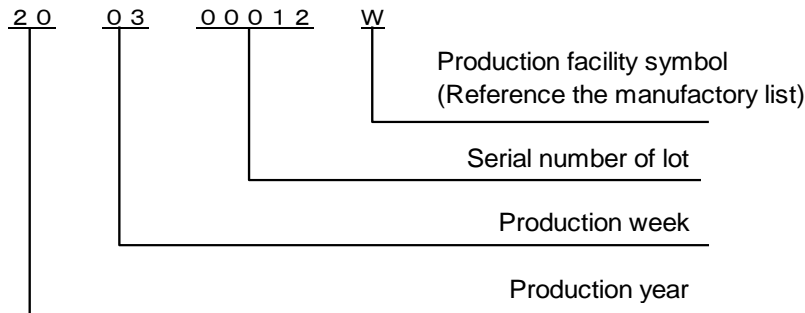 ２０ ０３ ０００１２ Ｗ
Production facility symbol
(Reference the manufactory list)
Serial number of lot
Production week
Production year